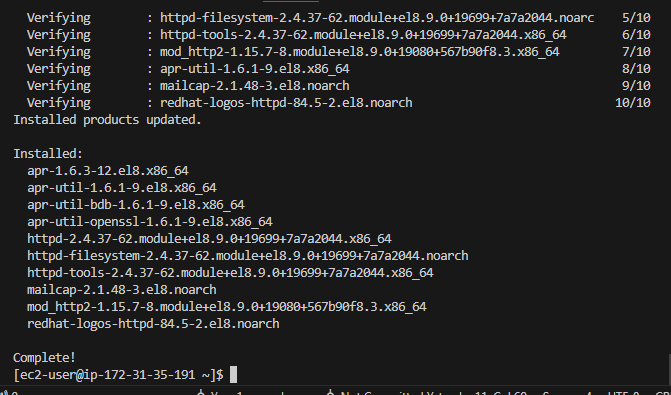 Verifying : httpd-filesystem-2.4.37-62.module+el8.9.0+19699+7a7a2044.noarc 5/10
Verifying : httpd-tools-2.4.37-62.module+el8.9.0+19699+7a7a2044.x86_64 6/10
Verifying : mod_http2-1.15.7-8.module+el8.9.0+19080+567b90f8.3.x86_64 7/10
Verifying : apr-util-1.6.1-9.el8.x86_64 8/10
Verifying : mailcap-2.1.48-3.el8.noarch 9/10
Verifying : redhat-logos-httpd-84.5-2.el8.noarch 10/10
Installed products updated.
Installed:
apr-1.6.3-12.el8.x86_64
apr-util-1.6.1-9.el8.x86_64
apr-util-bdb-1.6.1-9.el8.x86_64
apr-util-openssl-1.6.1-9.el8.x86_64
httpd-2.4.37-62.module+el8.9.0+19699+7a7a2044.x86_64
httpd-filesystem-2.4.37-62.module+el8.9.0+19699+7a7a2044.noarch
httpd-tools-2.4.37-62.module+el8.9.0+19699+7a7a2044.x86_64
mailcap-2.1.48-3.el8.noarch
mod_http2-1.15.7-8.module+el8.9.0+19080+567b90f8.3.x86_64
redhat-logos-httpd-84.5-2.el8.noarch
Complete!
[ec2-user@ip-172-31-35-191 ~]$